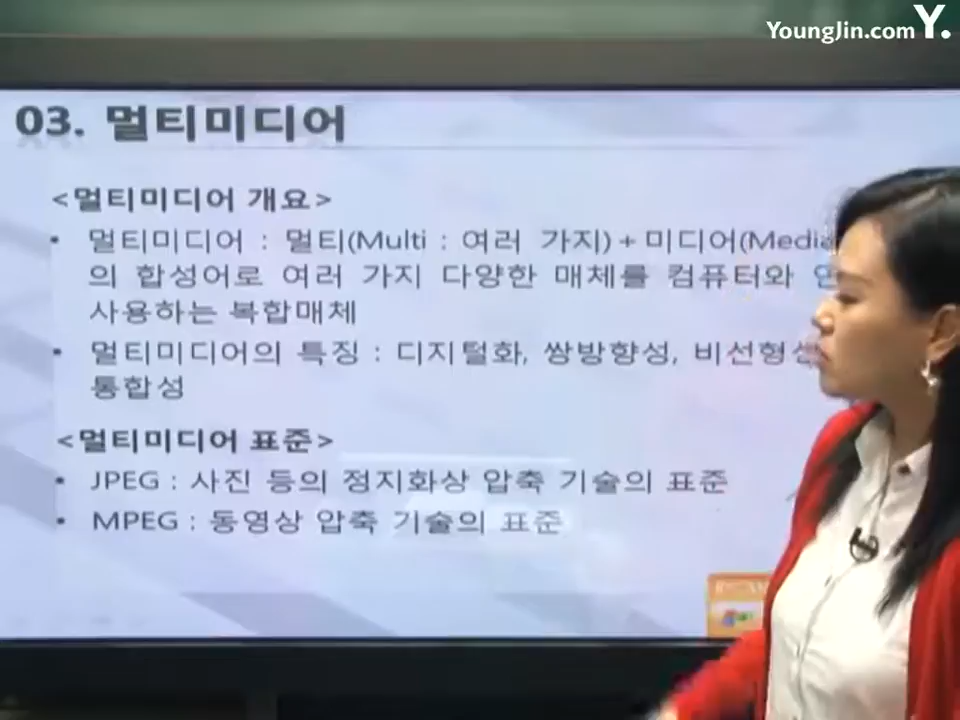 YoungJin.com Y.
03. 멀티미디어
<멀티미디어 개요>
• 멀티미디어 : 멀티(Multi : 여러 가지) + 미디어(Media
의 합성어로 여러 가지 다양한 매체를 컴퓨터와
사용하는 복합매체
• 멀티미디어의 특징 : 디지털화, 쌍방향성, 비선형성
통합성
<멀티미디어 표준>
• JPEG : 사진 등의 정지화상 압축 기술의 표준
• MPEG : 동영상 압축 기술의 표준